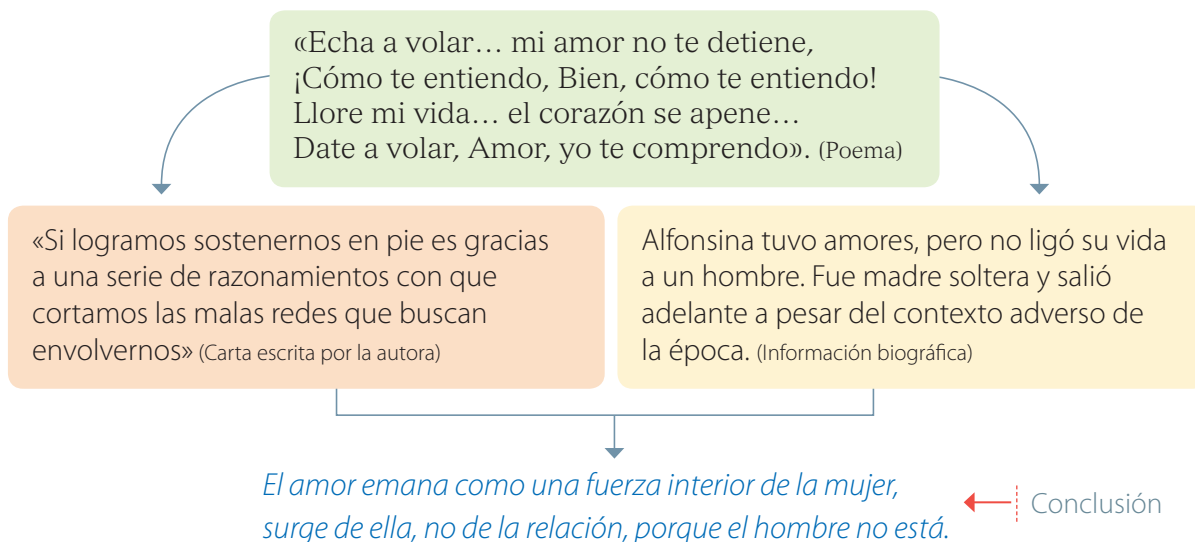 «Echa a volar… mi amor no te detiene,
¡Cómo te entiendo, Bien, cómo te entiendo!
Llore mi vida… el corazón se apene…
Date a volar, Amor, yo te comprendo». (Poema)
«Si logramos sostenernos en pie es gracias
a una serie de razonamientos con que
cortamos las malas redes que buscan
envolvernos» (Carta escrita por la autora)
Alfonsina tuvo amores, pero no ligó su vida
a un hombre. Fue madre soltera y salió
adelante a pesar del contexto adverso de
la época. (Información biográfica)
El amor emana como una fuerza interior de la mujer,
surge de ella, no de la relación, porque el hombre no está.
Conclusión